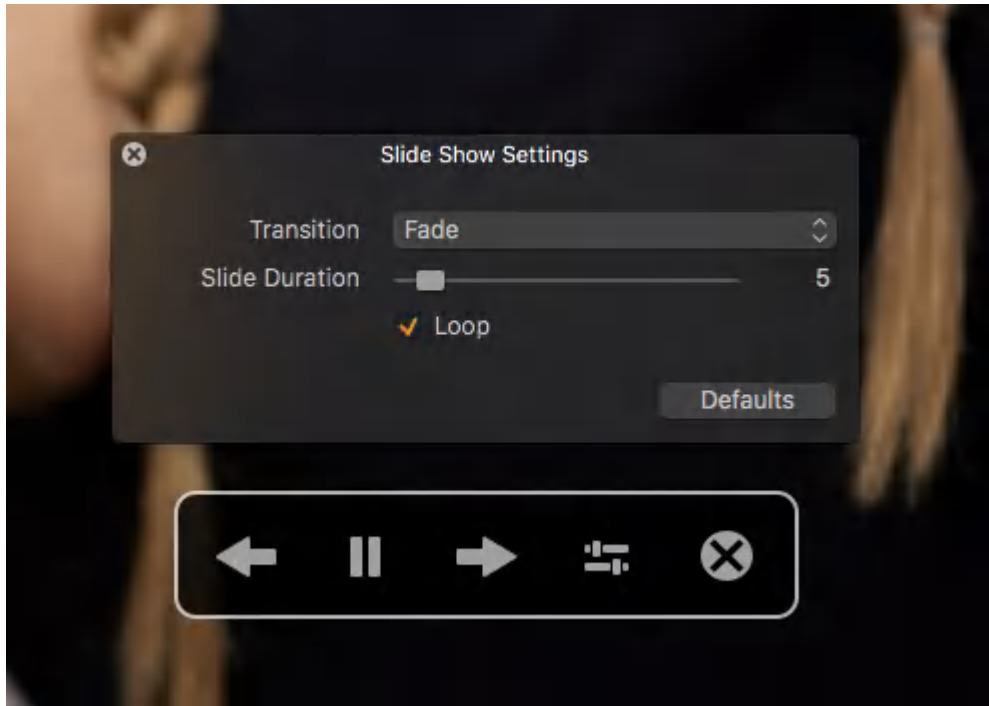 Slide Show Settings
Transition Fade
Slide Duration 5
Loop
Defaults